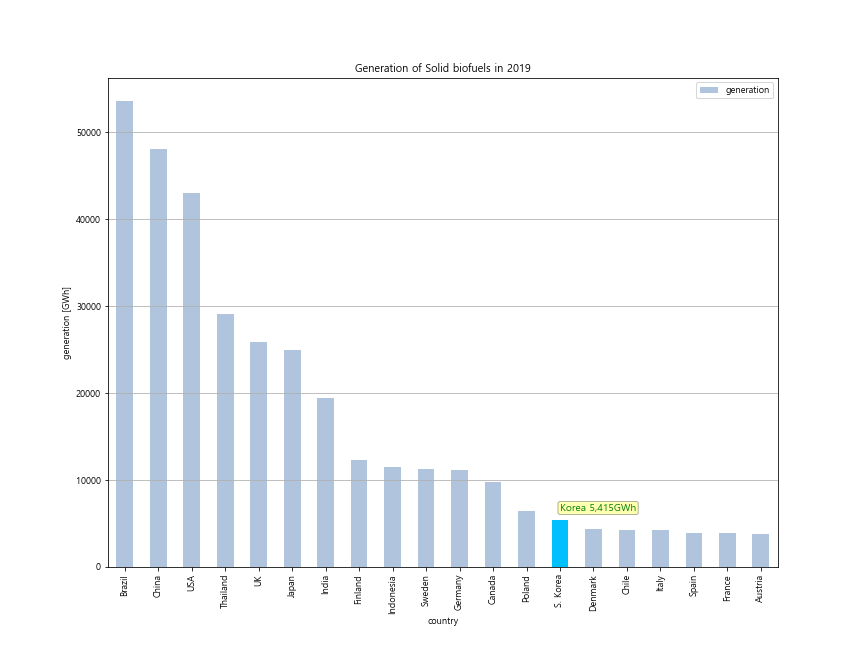 Generation of Solid biofuels in 2019
generation
50000
40000
30000
20000
10000
0
generation [GWh]
Korea 5,415GWh
Brazil
China
USA
Thailand
UK
Japan
India
Finland
Indonesia
Sweden
Germany
Canada
Poland
S. Korea
Denmark
Chile
Italy
Spain
France
Austria
country